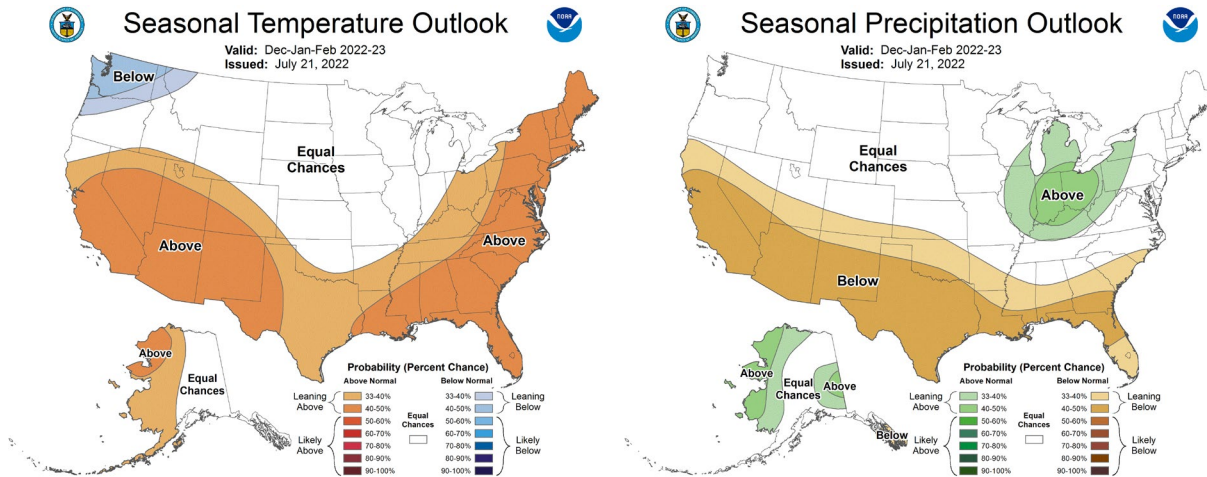 Seasonal Temperature Outlook
Valid: Dec-Jan-Feb 2022-23
Issued: July 21, 2022
Below
Equal
Chances
Above
Above
Above
Equal
Chances
Probability (Percent Chance)
Above Normal
Below Normal
Leaning
Above
33-40%
40-50%
Likely
Above
50-60%
60-70%
70-80%
80-90%
90-100%
Equal
Chances
33-40%
40-50%
Leaning
Below
50-60%
60-70%
70-80%
80-90%
90-100%
Likely
Below
Seasonal Precipitation Outlook
NOAA
Valid: Dec-Jan-Feb 2022-23
Issued: July 21, 2022
Equal
Chances
Above
Below
Above
Equal
Chances
Above
Below
Probability (Percent Chance)
Above Normal
Below Normal
Leaning
Above
33-40%
40-50%
Likely
Above
50-60%
60-70%
70-80%
80-90%
90-100%
Equal
Chances
33-40%
40-50%
Leaning
Below
50-60%
60-70%
70-80%
80-90%
90-100%
Likely
Below